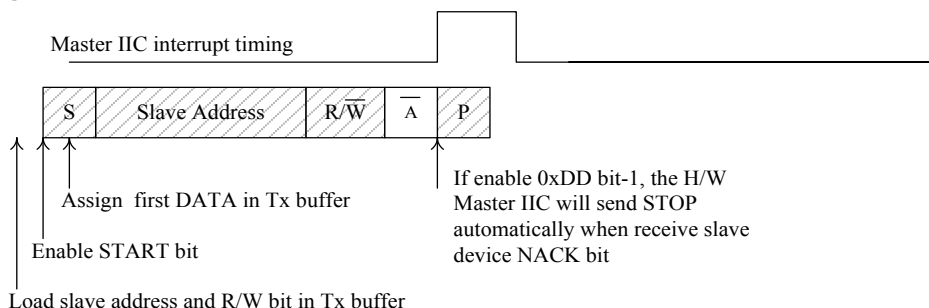 Master IIC interrupt timing
S Slave Address R/W̅ A̅ P
If enable 0xDD bit-1, the H/W
Master IIC will send STOP
automatically when receive slave
device NACK bit
Assign first DATA in Tx buffer
Enable START bit
Load slave address and R/W bit in Tx buffer